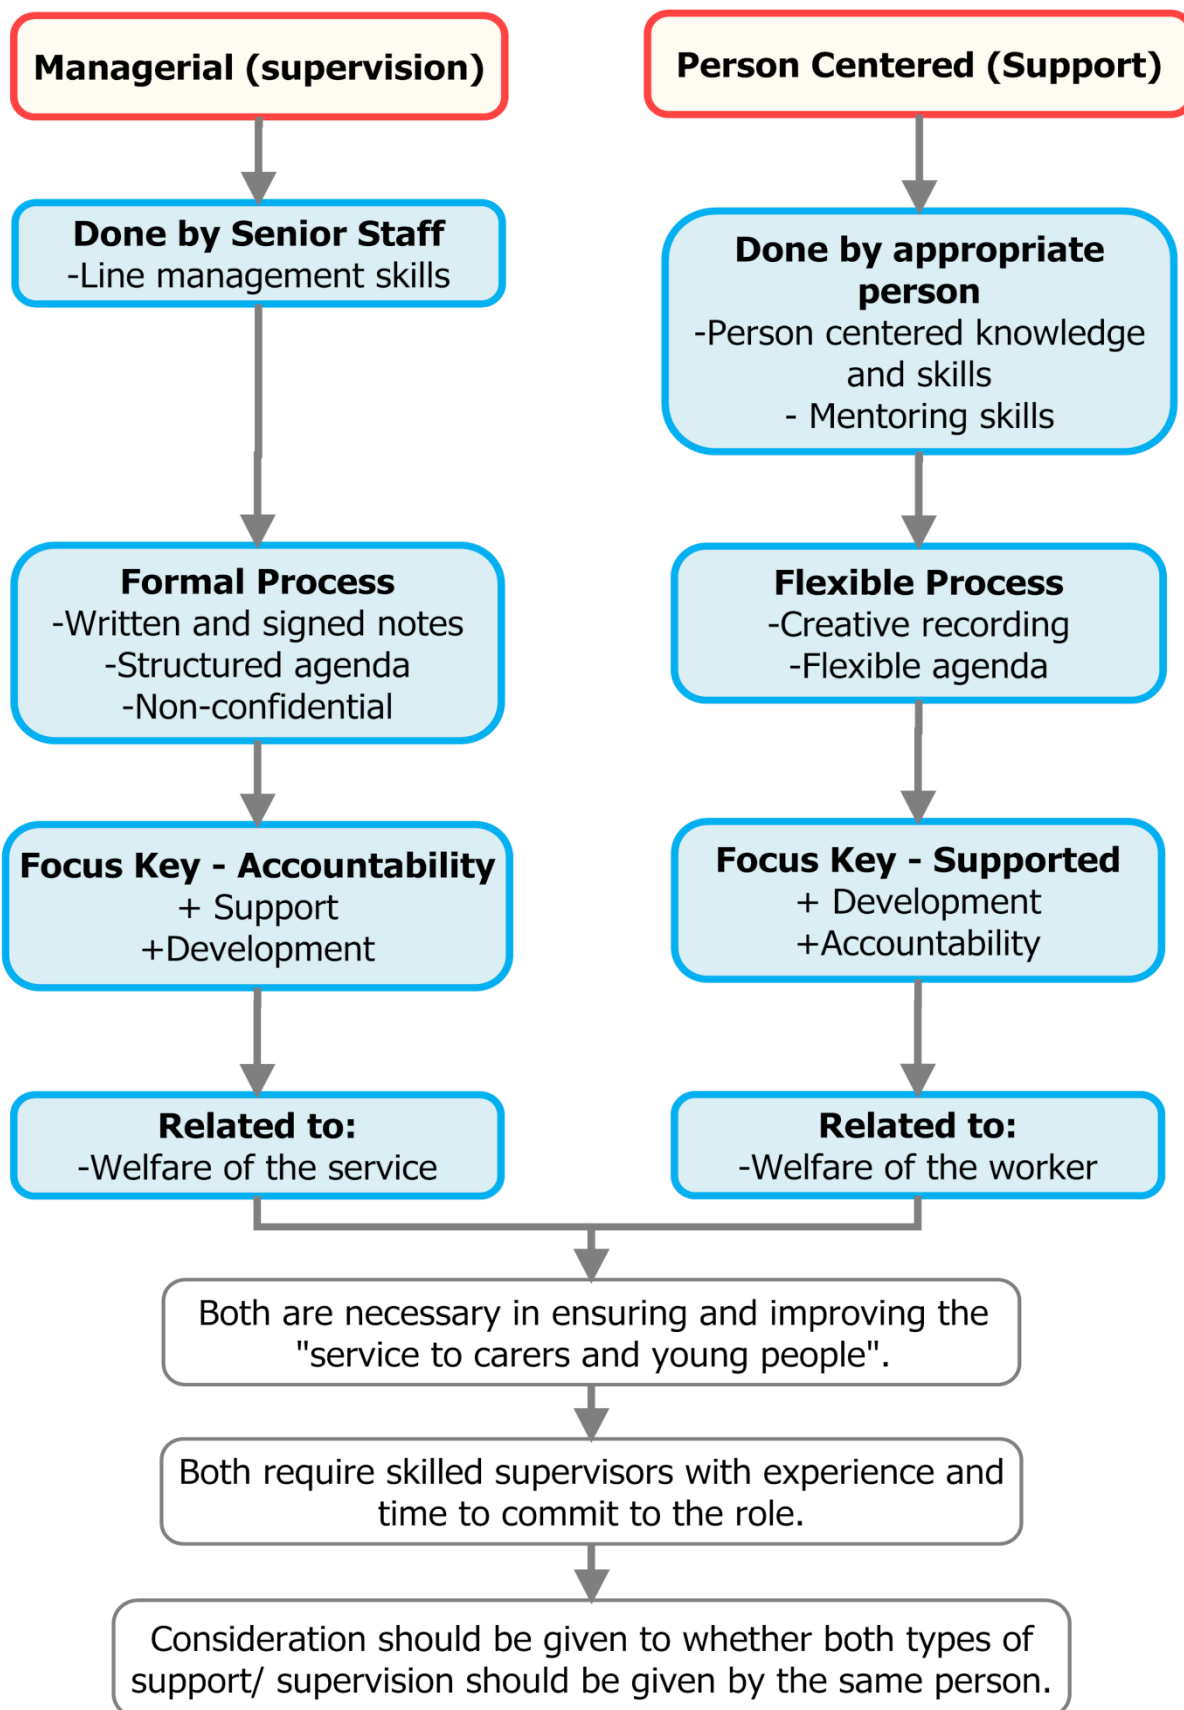 Managerial (supervision)
Done by Senior Staff
-Line management skills
Formal Process
-Written and signed notes
-Structured agenda
-Non-confidential
Focus Key - Accountability
+ Support
+Development
Related to:
-Welfare of the service
Person Centered (Support)
Done by appropriate
person
-Person centered knowledge
and skills
- Mentoring skills
Flexible Process
-Creative recording
-Flexible agenda
Focus Key - Supported
+ Development
+Accountability
Related to:
-Welfare of the worker
Both are necessary in ensuring and improving the
"service to carers and young people".
Both require skilled supervisors with experience and
time to commit to the role.
Consideration should be given to whether both types of
support/ supervision should be given by the same person.